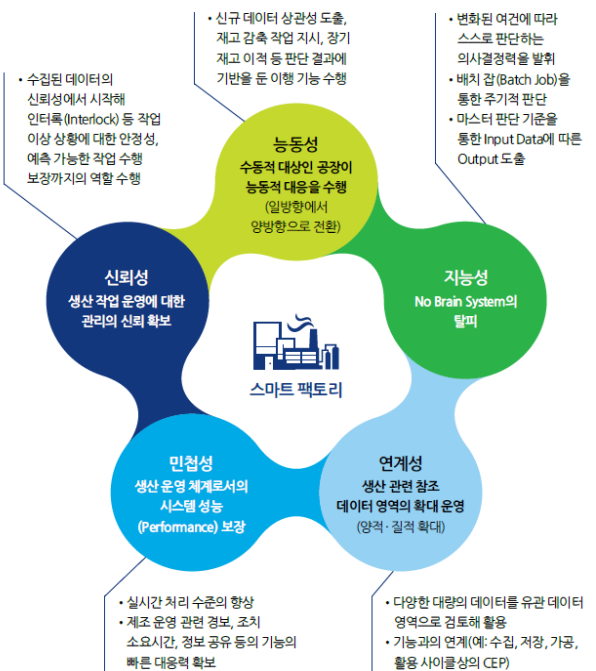 • 신규 데이터 상관성 도출,
재고 감축 작업 지시, 장기
재고 이적 등 판단 결과에
기반을 둔 이행 기능 수행
• 변화된 여건에 따라
스스로 판단하는
의사결정력을 발휘
• 배치 잡(Batch Job)을
통한 주기적 판단
• 마스터 판단 기준을
통한 Input Data에 따른
Output 도출
• 수집된 데이터의
신뢰성에서 시작해
인터록(Interlock) 등 작업
이상 상황에 대한 안정성,
예측 가능한 작업 수행
보장까지의 역할 수행
능동성
수동적 대상인 공장이
능동적 대응을 수행
(일방향에서
양방향으로 전환)
신뢰성
생산 작업 운영에 대한
관리의 신뢰 확보
지능성
No Brain System의
탈피
스마트 팩토리
민첩성
생산 운영 체계로서의
시스템 성능
(Performance) 보장
연계성
생산 관련 참조
데이터 영역의 확대 운영
(양적·질적 확대)
• 실시간 처리 수준의 향상
• 제조 운영 관련 경보, 조치
소요시간, 정보 공유 등의 기능의
빠른 대응력 확보
• 다양한 대량의 데이터를 유관 데이터
영역으로 검토해 활용
• 기능과의 연계(예: 수집, 저장, 가공,
활용 사이클상의 CEP)